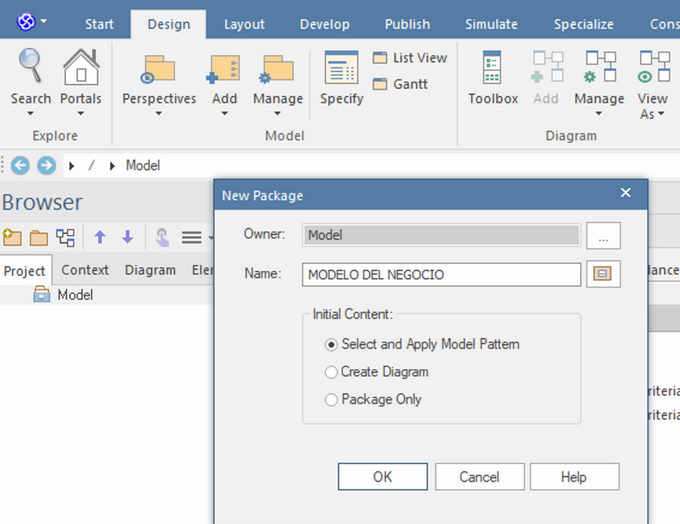 Start Design Layout Develop Publish Simulate Specialize Cons
List View
Gantt
Search Portals Perspectives Add Manage Specify Toolbox Add Manage View As
Explore Model Diagram
/ Model
Browser
New Package
Owner: Model ...
Name: MODELO DEL NEGOCIO
Project Context Diagram Ele lance
Model
Initial Content:
Select and Apply Model Pattern
Create Diagram
riteria
Package Only
riteria
OK Cancel Help